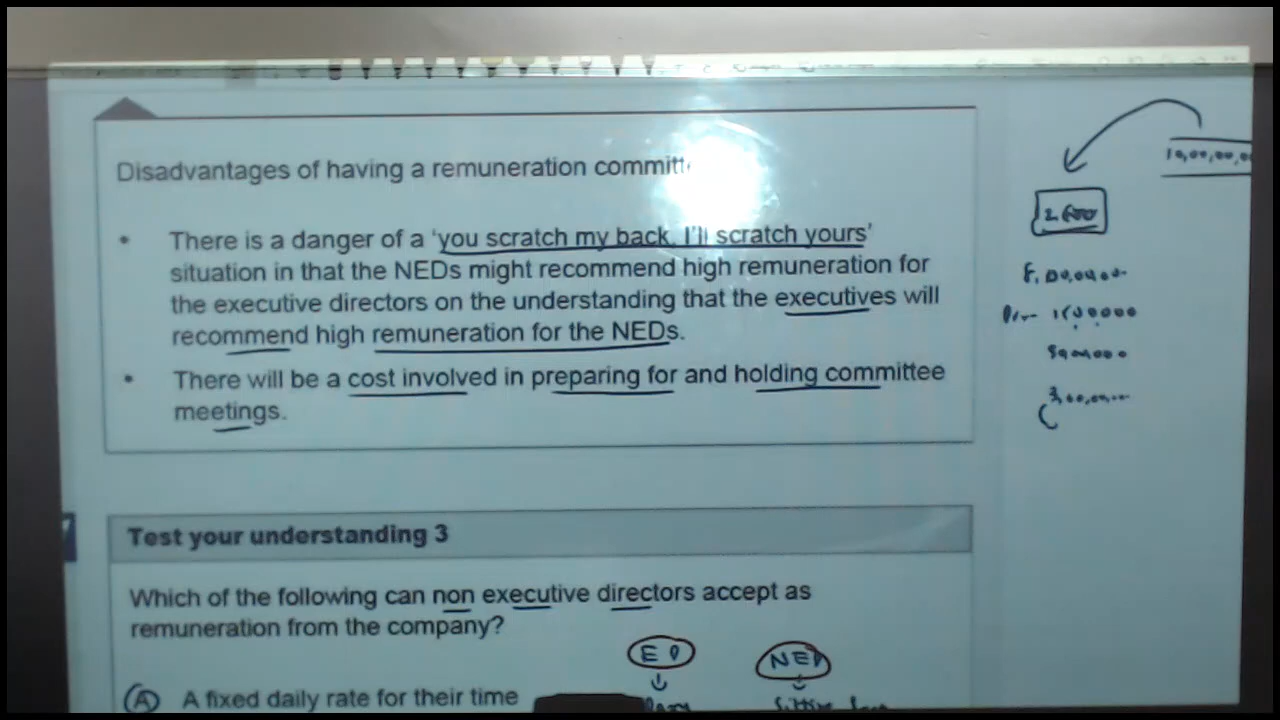 Disadvantages of having a remuneration committ
• There is a danger of a ‘you scratch my back, I’ll scratch yours’
situation in that the NEDs might recommend high remuneration for
the executive directors on the understanding that the executives will
recommend high remuneration for the NEDs.
• There will be a cost involved in preparing for and holding committee
meetings.
Test your understanding 3
Which of the following can non executive directors accept as
remuneration from the company?
ED NED
(A) A fixed daily rate for their time